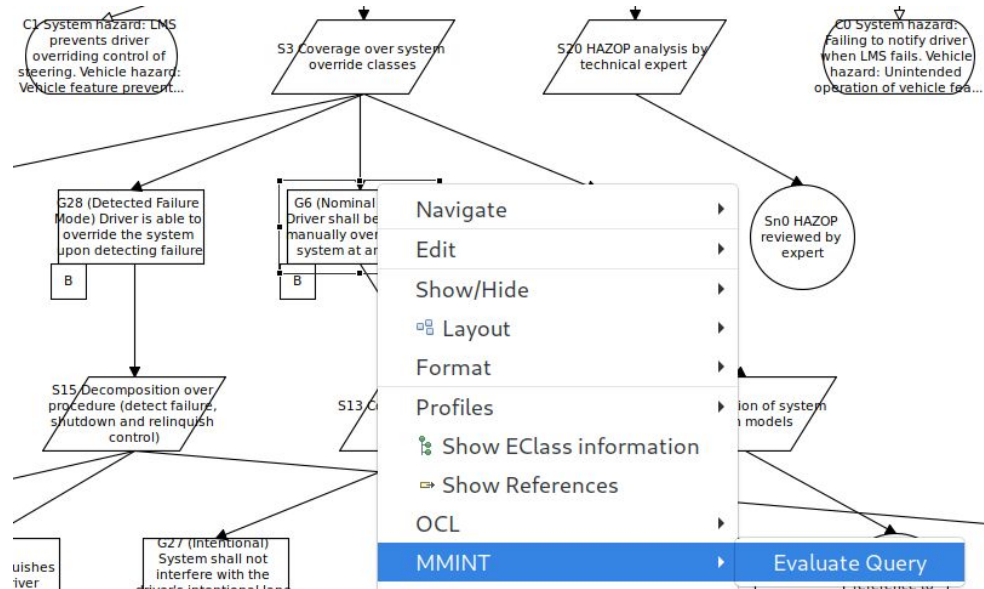 C1 System hazard: LMS
prevents driver
overriding control of
steering. Vehicle hazard:
Vehicle feature prevent...
S3 Coverage over system
override classes
S20 HAZOP analysis by
technical expert
C0 System hazard:
Failing to notify driver
when LMS fails. Vehicle
hazard: Unintended
operation of vehicle fea...
G28 (Detected Failure
Mode) Driver is able to
override the system
upon detecting failure
B
G6 (Nominal
Driver shall be
manually over
system at an
B
Sn0 HAZOP
reviewed by
expert
Navigate
Edit
Show/Hide
Layout
Format
Profiles
Show EClass information
Show References
OCL
MMINT
Evaluate Query
S15 Decomposition over
procedure (detect failure,
shutdown and relinquish
control)
S13 C
ion of system
models
uishes
river
G27 (Intentional)
System shall not
interfere with the
driver's intentional lane